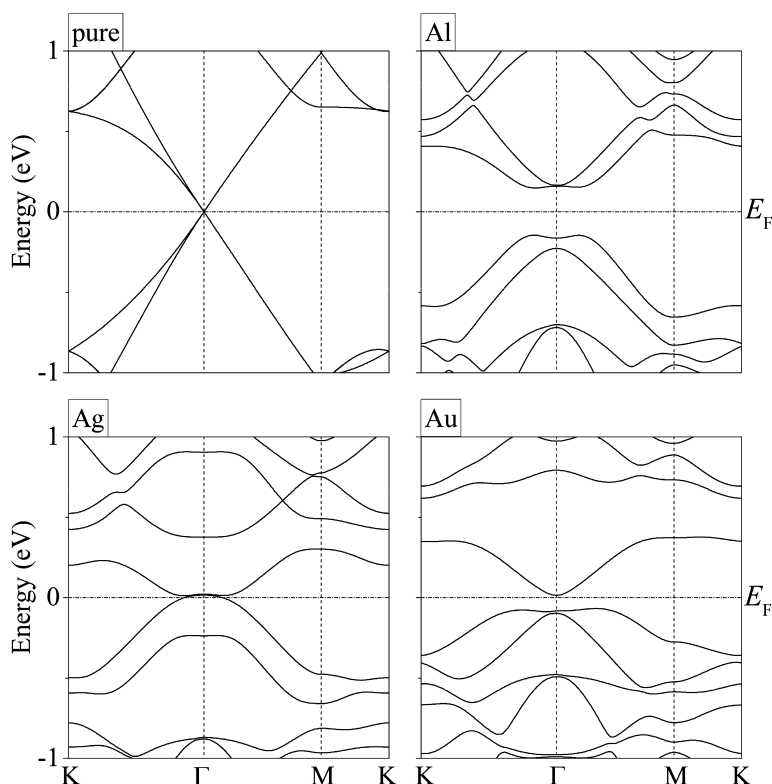 pure
Al
1
0
-1
Energy (eV)
E_F
Ag
Au
1
0
-1
Energy (eV)
E_F
K Γ M K K Γ M K